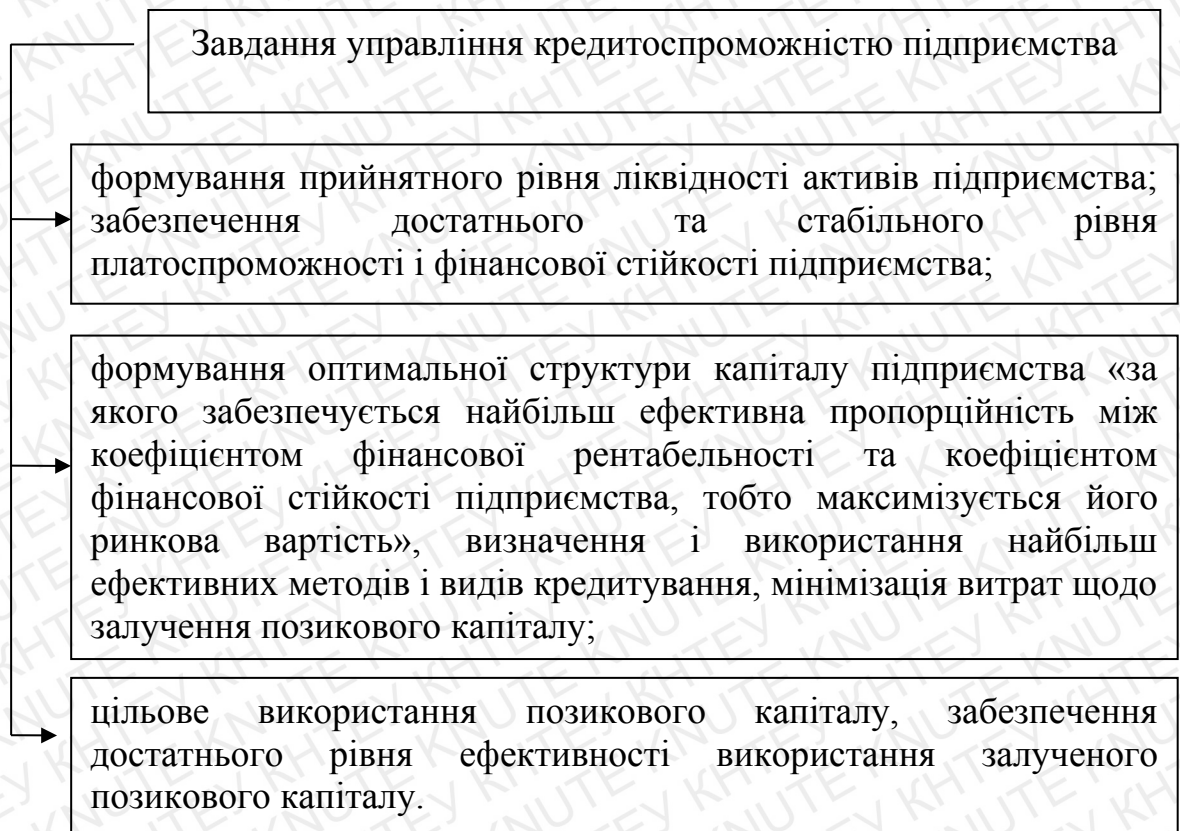 Завдання управління кредитоспроможністю підприємства
формування прийнятного рівня ліквідності активів підприємства;
забезпечення достатнього та стабільного рівня
платоспроможності і фінансової стійкості підприємства;
формування оптимальної структури капіталу підприємства «за
якого забезпечується найбільш ефективна пропорційність між
коефіцієнтом фінансової рентабельності та коефіцієнтом
фінансової стійкості підприємства, тобто максимізується його
ринкова вартість», визначення і використання найбільш
ефективних методів і видів кредитування, мінімізація витрат щодо
залучення позикового капіталу;
цільове використання позикового капіталу, забезпечення
достатнього рівня ефективності використання залученого
позикового капіталу.